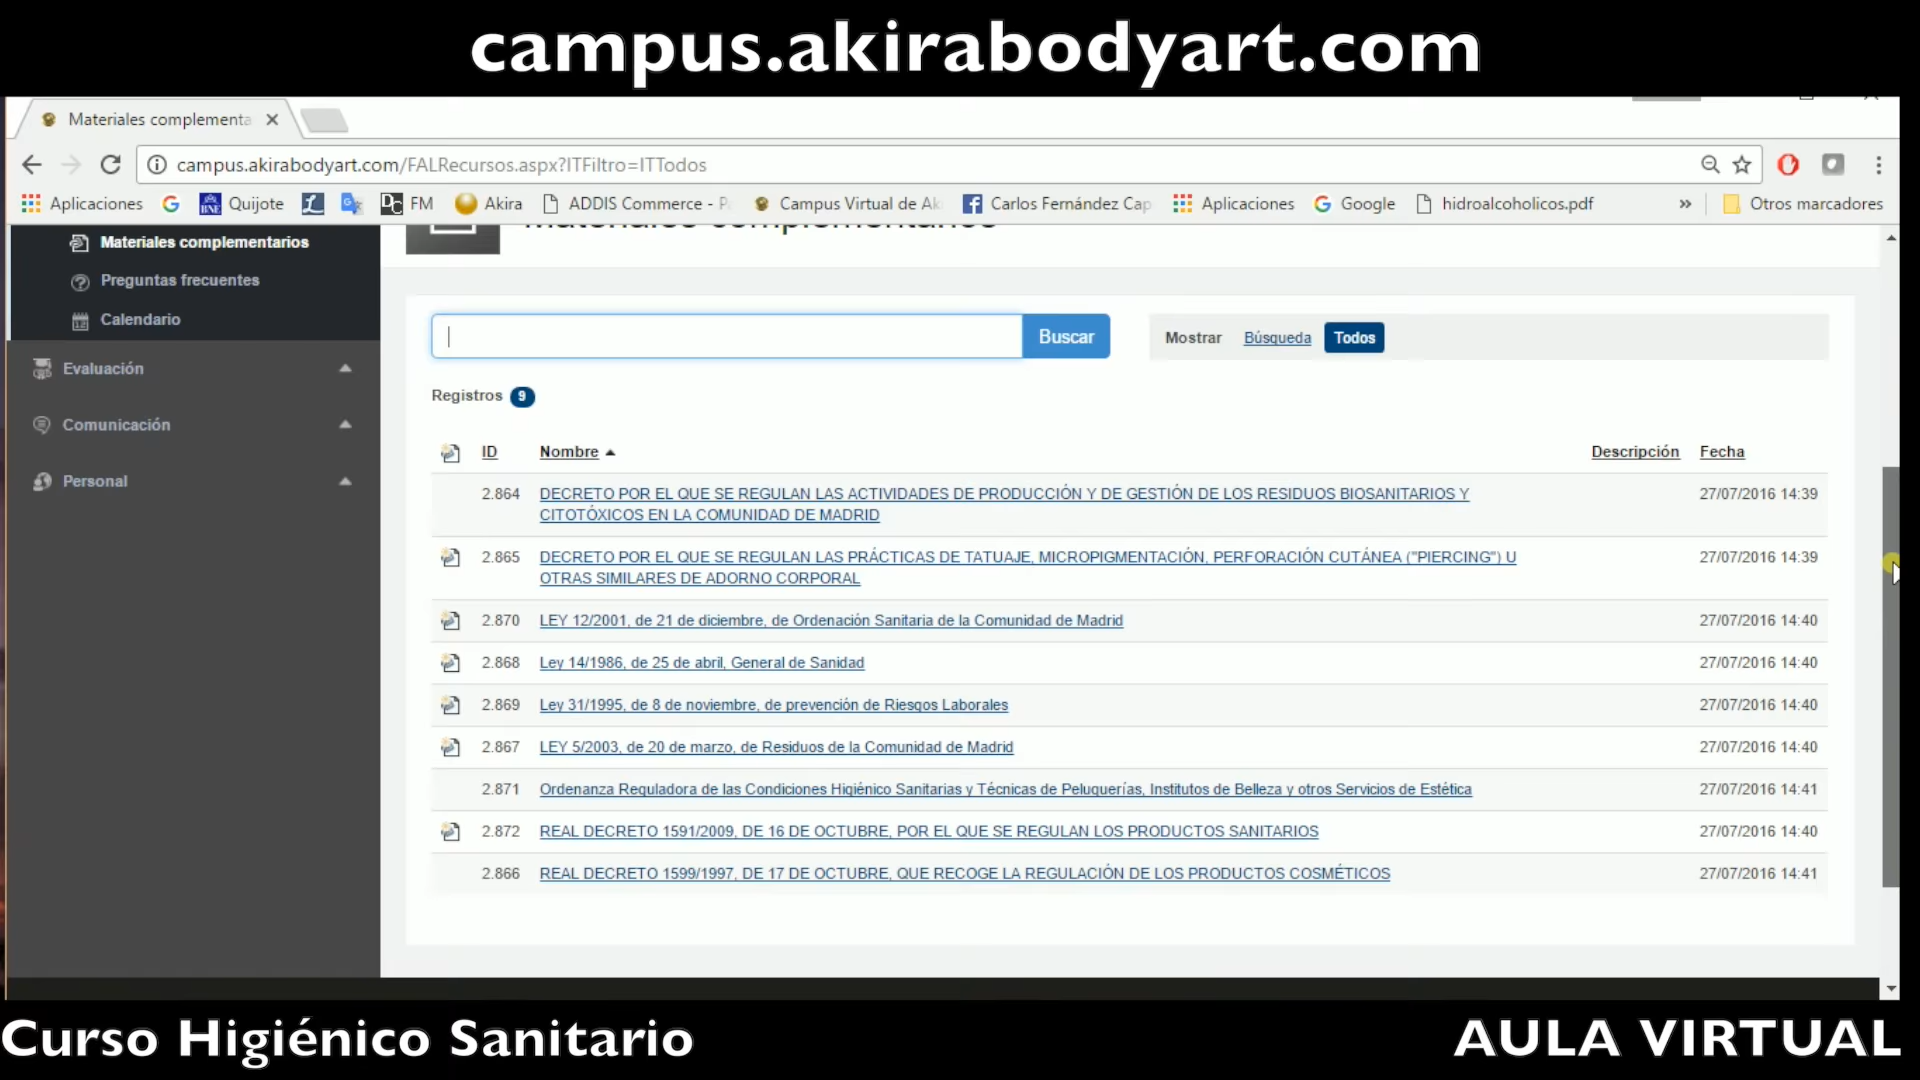 campus.akirabodyart.com
Materiales complementa
campus.akirabodyart.com/FALRecursos.aspx?ITFiltro=ITTodos
Aplicaciones Quijote FM Akira ADDIS Commerce - P Campus Virtual de Ak Carlos Fernández Cap Aplicaciones Google hidroalcoholicos.pdf » Otros marcadores
Materiales complementarios
Materiales complementarios
Preguntas frecuentes
Calendario
Evaluación
Comunicación
Personal
Buscar
Mostrar Búsqueda Todos
Registros 9
ID Nombre Descripción Fecha
2.864 DECRETO POR EL QUE SE REGULAN LAS ACTIVIDADES DE PRODUCCIÓN Y DE GESTIÓN DE LOS RESIDUOS BIOSANITARIOS Y 27/07/2016 14:39
CITOTÓXICOS EN LA COMUNIDAD DE MADRID
2.865 DECRETO POR EL QUE SE REGULAN LAS PRÁCTICAS DE TATUAJE, MICROPIGMENTACIÓN, PERFORACIÓN CUTÁNEA ("PIERCING") U 27/07/2016 14:39
OTRAS SIMILARES DE ADORNO CORPORAL
2.870 LEY 12/2001, de 21 de diciembre, de Ordenación Sanitaria de la Comunidad de Madrid 27/07/2016 14:40
2.868 Ley 14/1986, de 25 de abril, General de Sanidad 27/07/2016 14:40
2.869 Ley 31/1995, de 8 de noviembre, de prevención de Riesgos Laborales 27/07/2016 14:40
2.867 LEY 5/2003, de 20 de marzo, de Residuos de la Comunidad de Madrid 27/07/2016 14:40
2.871 Ordenanza Reguladora de las Condiciones Higiénico Sanitarias y Técnicas de Peluquerías, Institutos de Belleza y otros Servicios de Estética 27/07/2016 14:41
2.872 REAL DECRETO 1591/2009, DE 16 DE OCTUBRE, POR EL QUE SE REGULAN LOS PRODUCTOS SANITARIOS 27/07/2016 14:40
2.866 REAL DECRETO 1599/1997, DE 17 DE OCTUBRE, QUE RECOGE LA REGULACIÓN DE LOS PRODUCTOS COSMÉTICOS 27/07/2016 14:41
Curso Higiénico Sanitario
AULA VIRTUAL